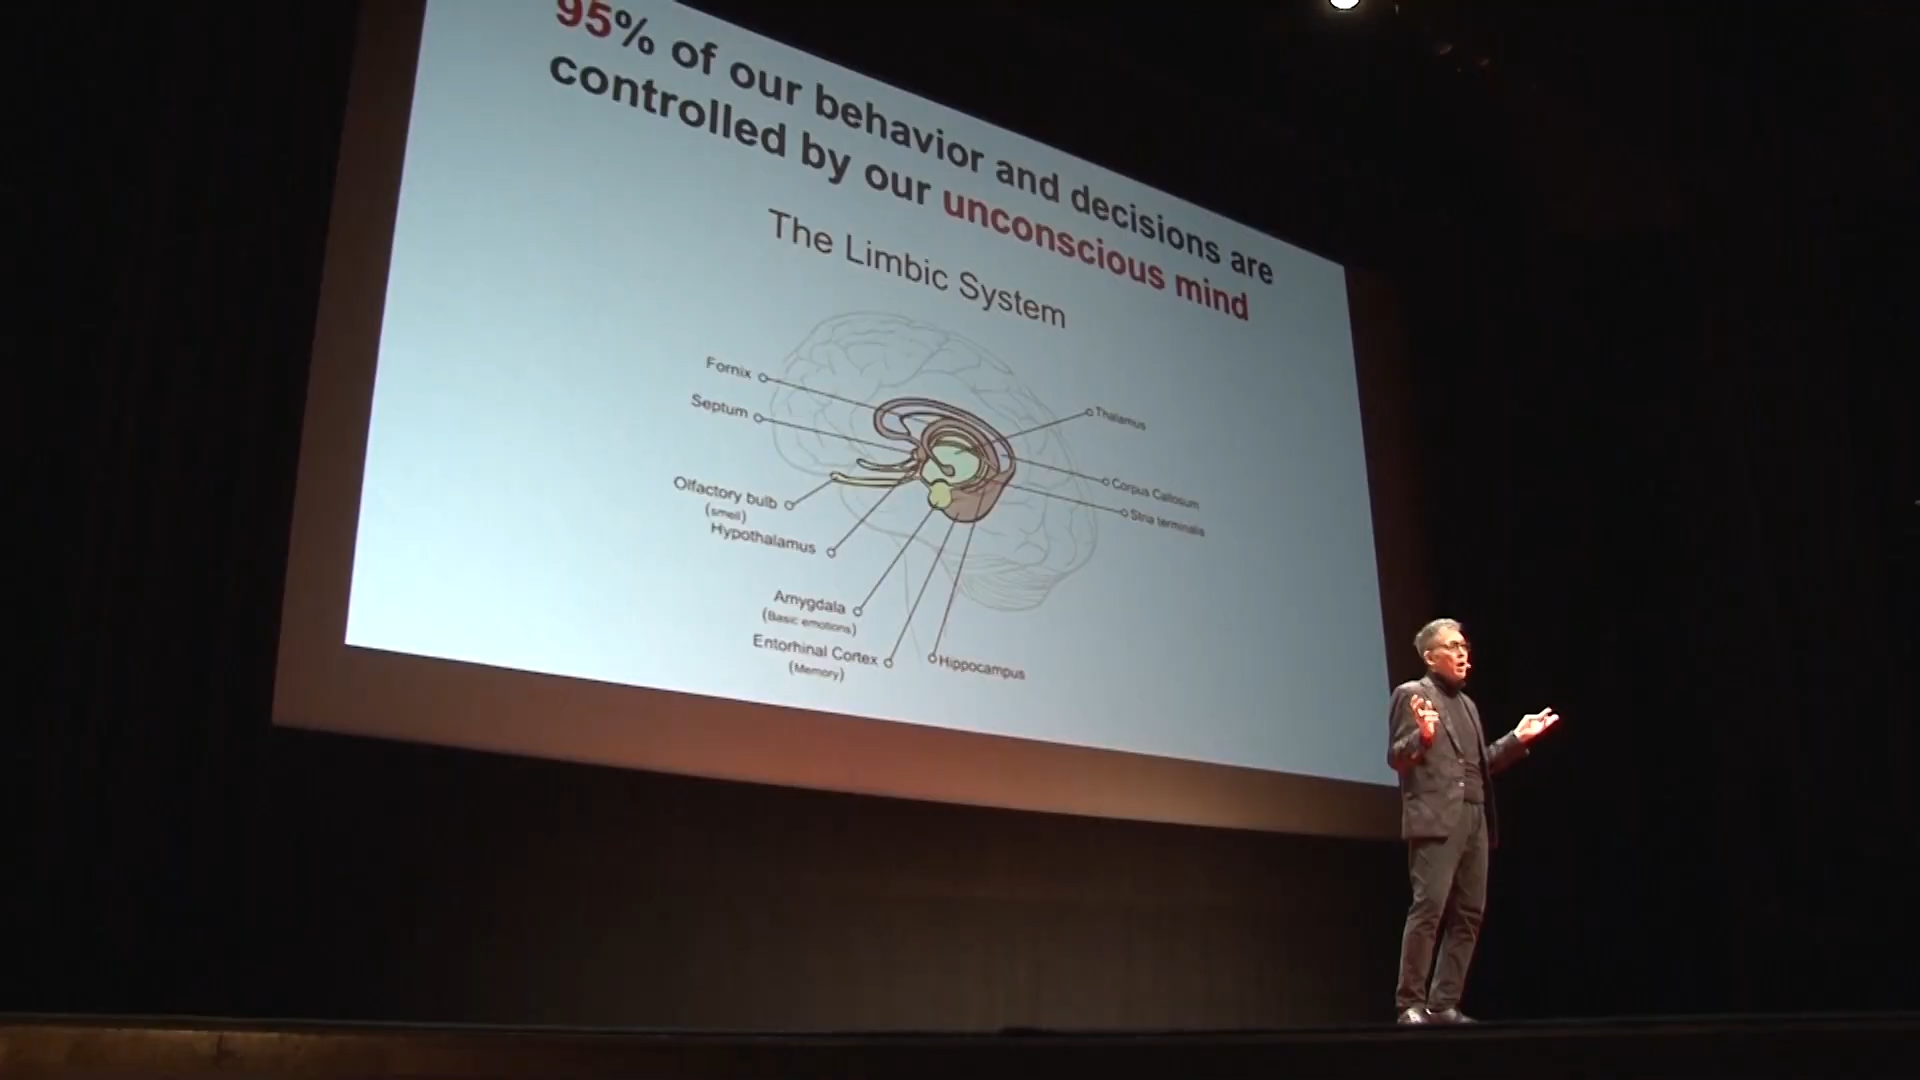 95% of our behavior and decisions are
controlled by our unconscious mind
The Limbic System
Fornix
Septum
Olfactory bulb
(smell)
Hypothalamus
Amygdala
(Basic emotions)
Entorhinal Cortex
(Memory)
Hippocampus
Thalamus
Corpus Callosum
Stria terminalis